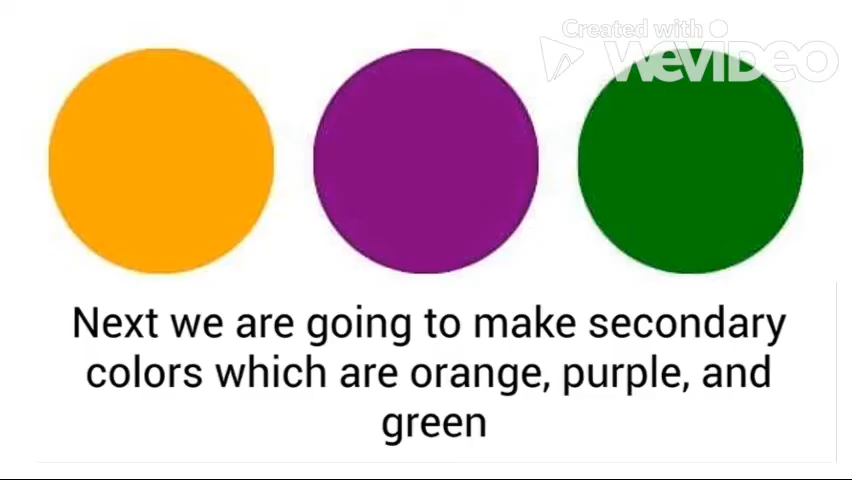 Created with
WEVIDEO
Next we are going to make secondary
colors which are orange, purple, and
green